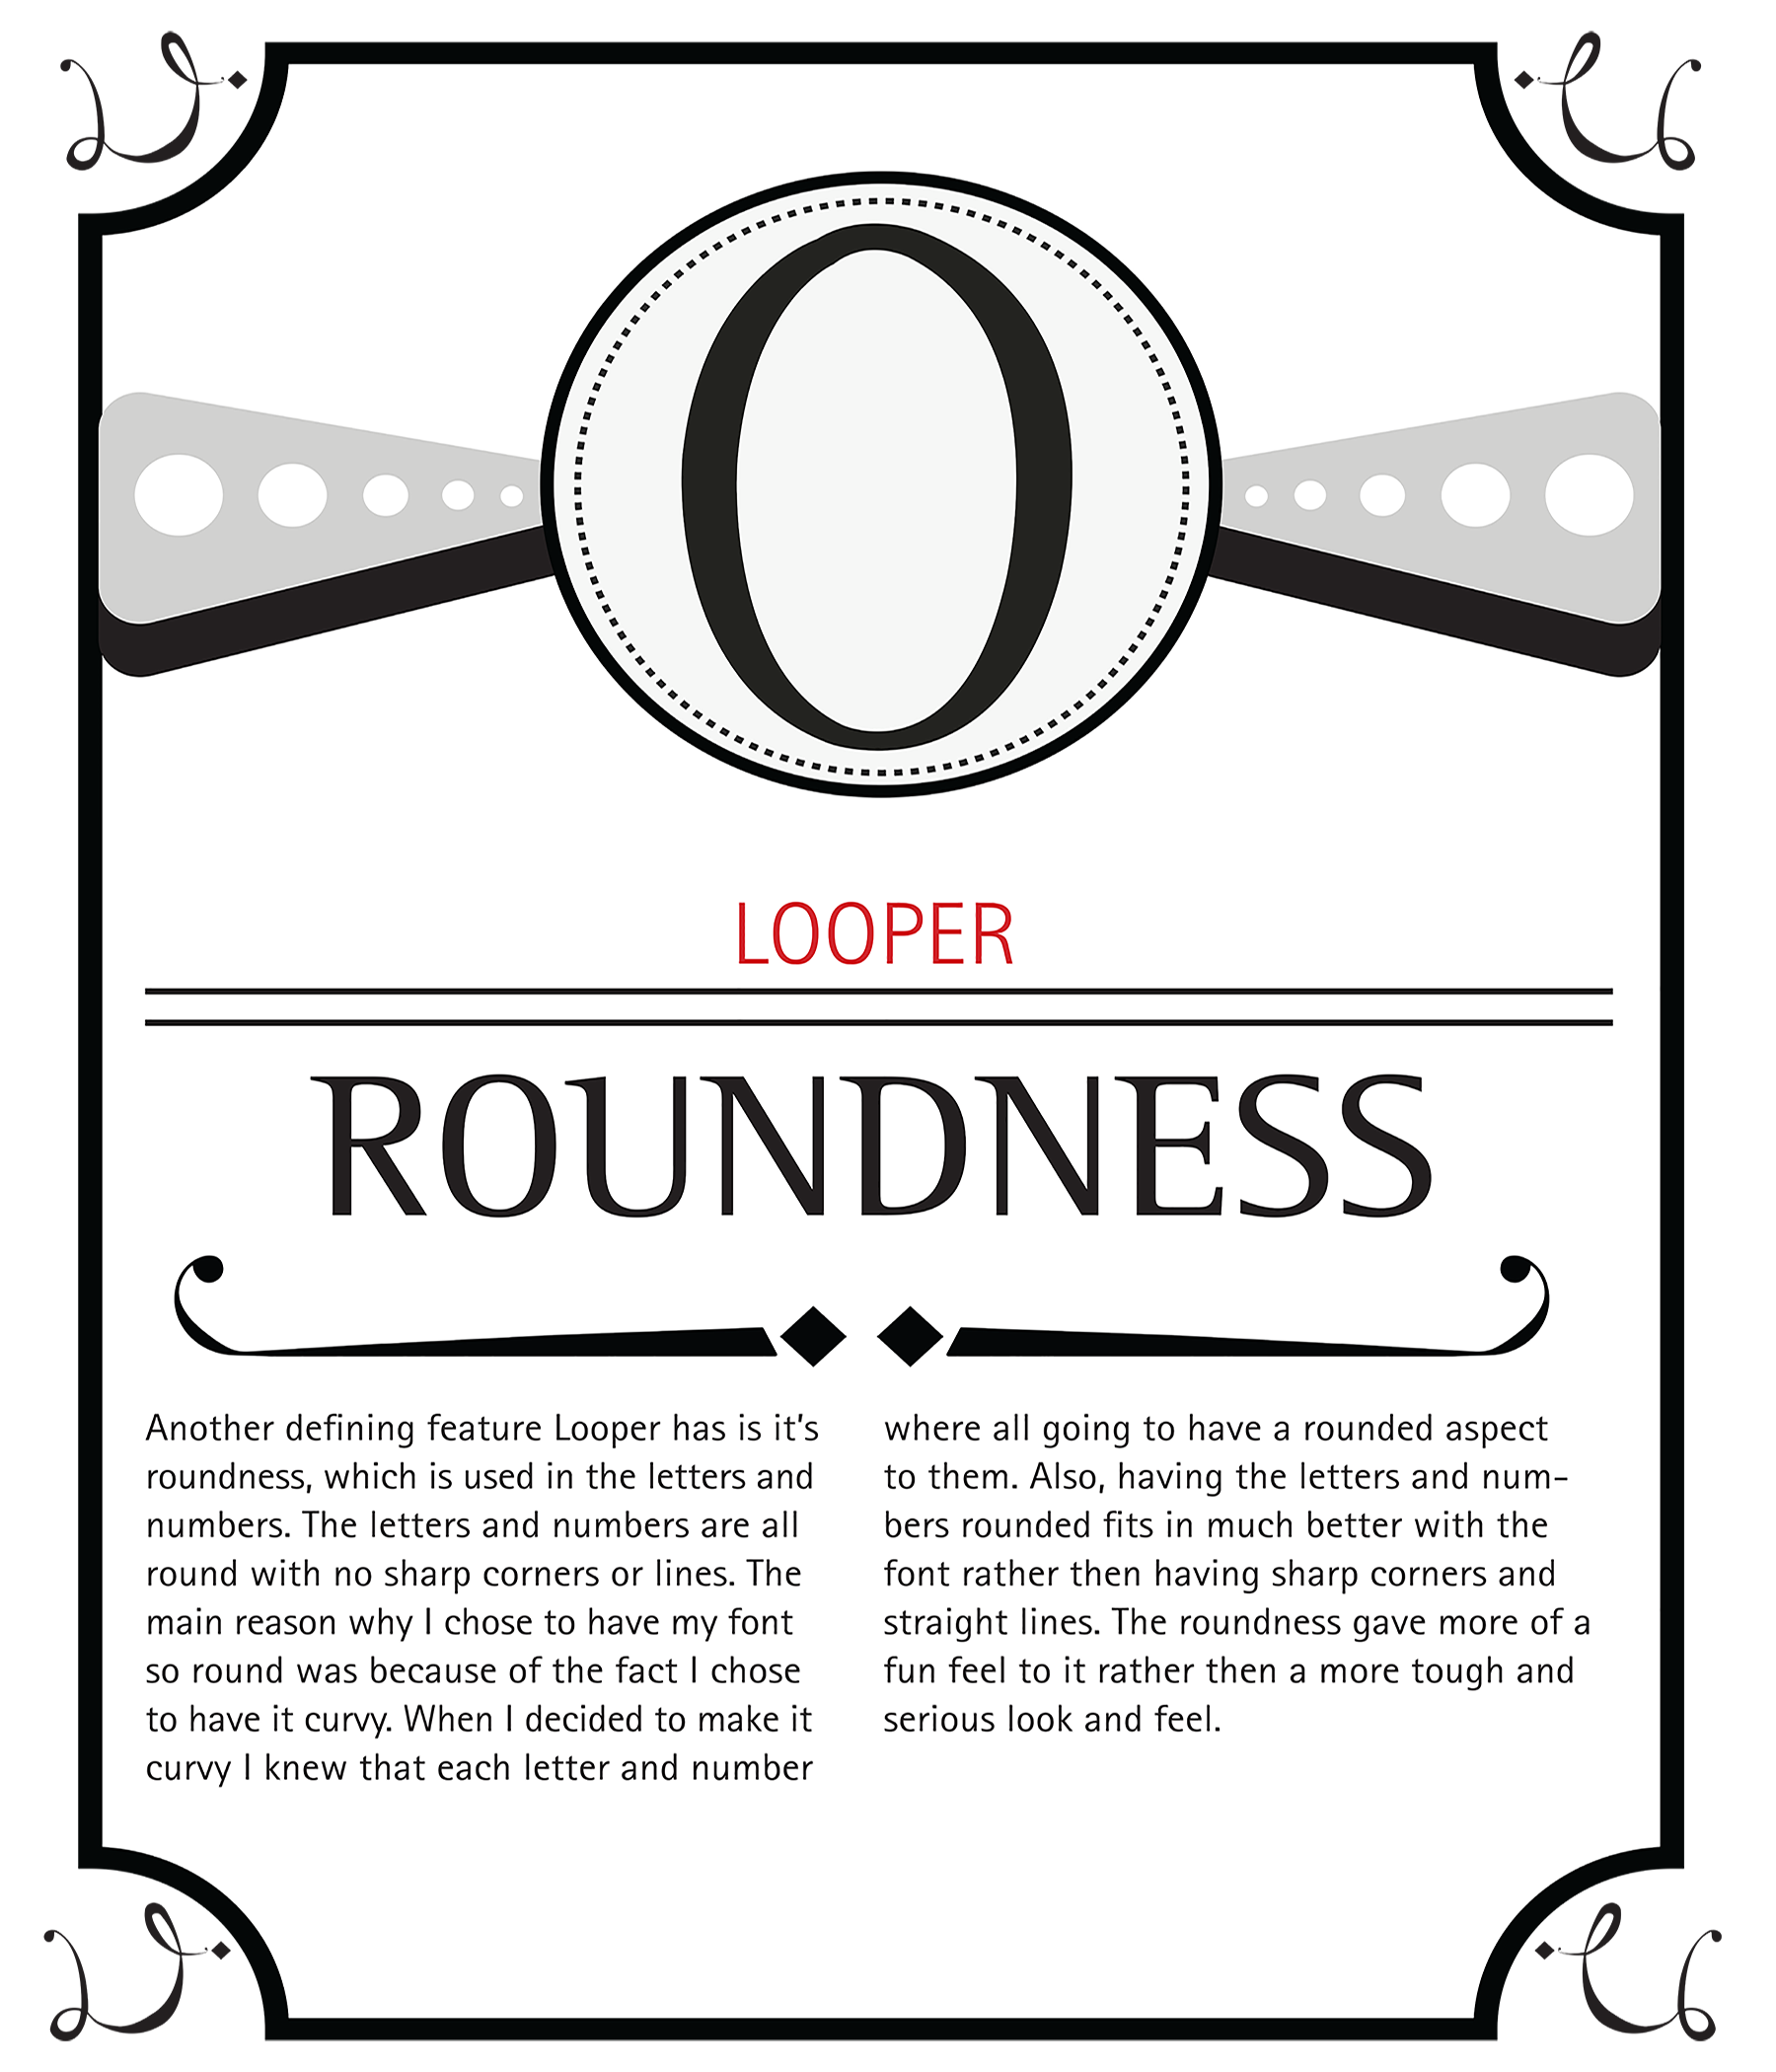 O
LOOPER
ROUNDNESS
Another defining feature Looper has is it's
roundness, which is used in the letters and
numbers. The letters and numbers are all
round with no sharp corners or lines. The
main reason why I chose to have my font
so round was because of the fact I chose
to have it curvy. When I decided to make it
curvy I knew that each letter and number
where all going to have a rounded aspect
to them. Also, having the letters and num-
bers rounded fits in much better with the
font rather then having sharp corners and
straight lines. The roundness gave more of a
fun feel to it rather then a more tough and
serious look and feel.